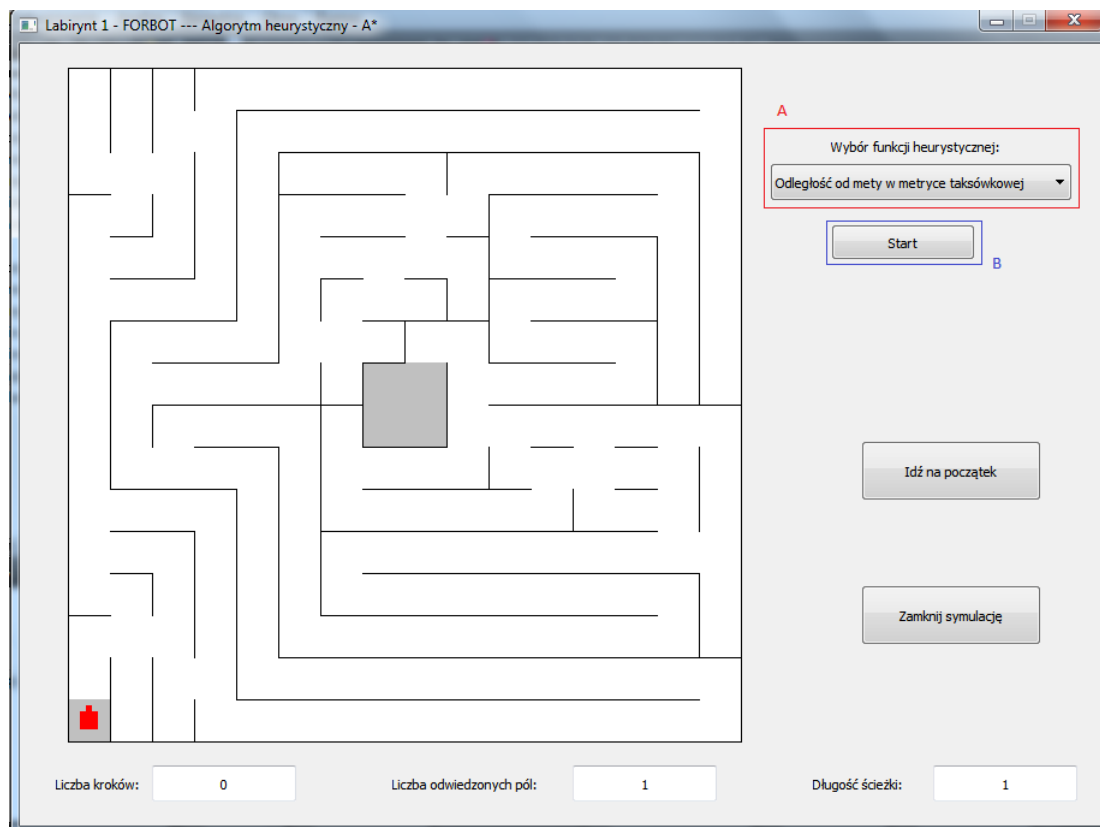 Labirynt 1 - FORBOT --- Algorytm heurystyczny - A*
A
Wybór funkcji heurystycznej:
Odległość od mety w metryce taksówkowej
Start
B
Idź na początek
Zamknij symulację
Liczba kroków: 0 Liczba odwiedzonych pól: 1 Długość ścieżki: 1